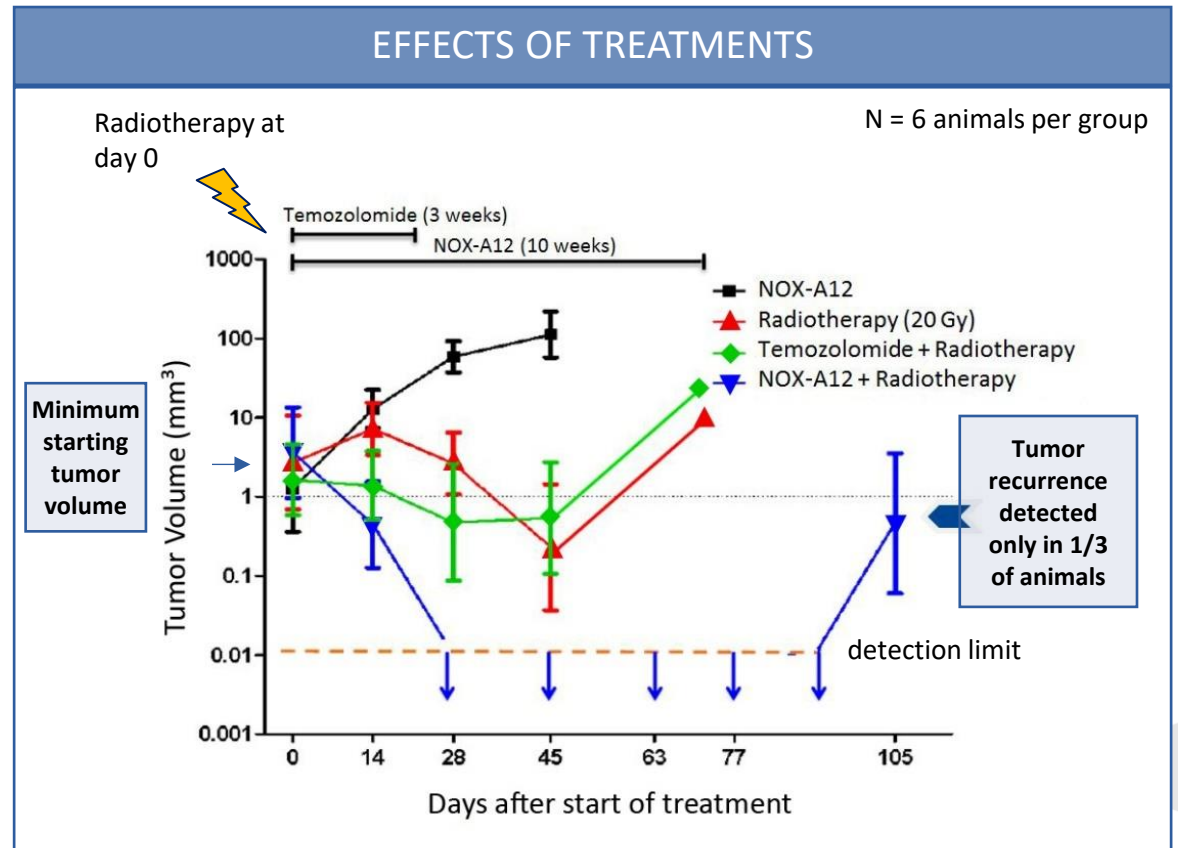 EFFECTS OF TREATMENTS
Radiotherapy at
day 0
N = 6 animals per group
Temozolomide (3 weeks)
NOX-A12 (10 weeks)
NOX-A12
Radiotherapy (20 Gy)
Temozolomide + Radiotherapy
NOX-A12 + Radiotherapy
Tumor Volume (mm³)
1000
100
10
1
0.1
0.01
0.001
Minimum
starting
tumor
volume
Tumor
recurrence
detected
only in 1/3
of animals
detection limit
0 14 28 45 63 77 105
Days after start of treatment